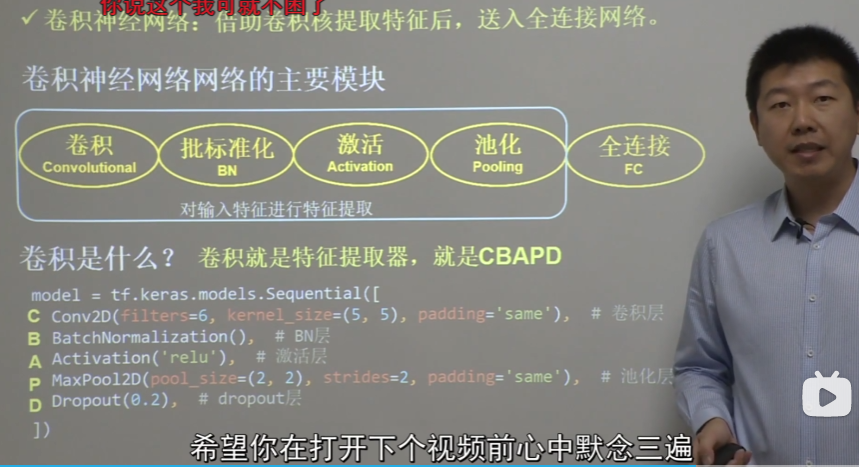 你说这个我可就不困了
✓ 卷积神经网络：借助卷积核提取特征后，送入全连接网络。
卷积神经网络网络的主要模块
卷积 批标准化 激活 池化 全连接
Convolutional BN Activation Pooling FC
对输入特征进行特征提取
卷积是什么？ 卷积就是特征提取器，就是CBAPD
model = tf.keras.models.Sequential([
C Conv2D(filters=6, kernel_size=(5, 5), padding='same'), # 卷积层
B BatchNormalization(), # BN层
A Activation('relu'), # 激活层
P MaxPool2D(pool_size=(2, 2), strides=2, padding='same'), # 池化层
D Dropout(0.2), # dropout层
])
希望你在打开下个视频前心中默念三遍